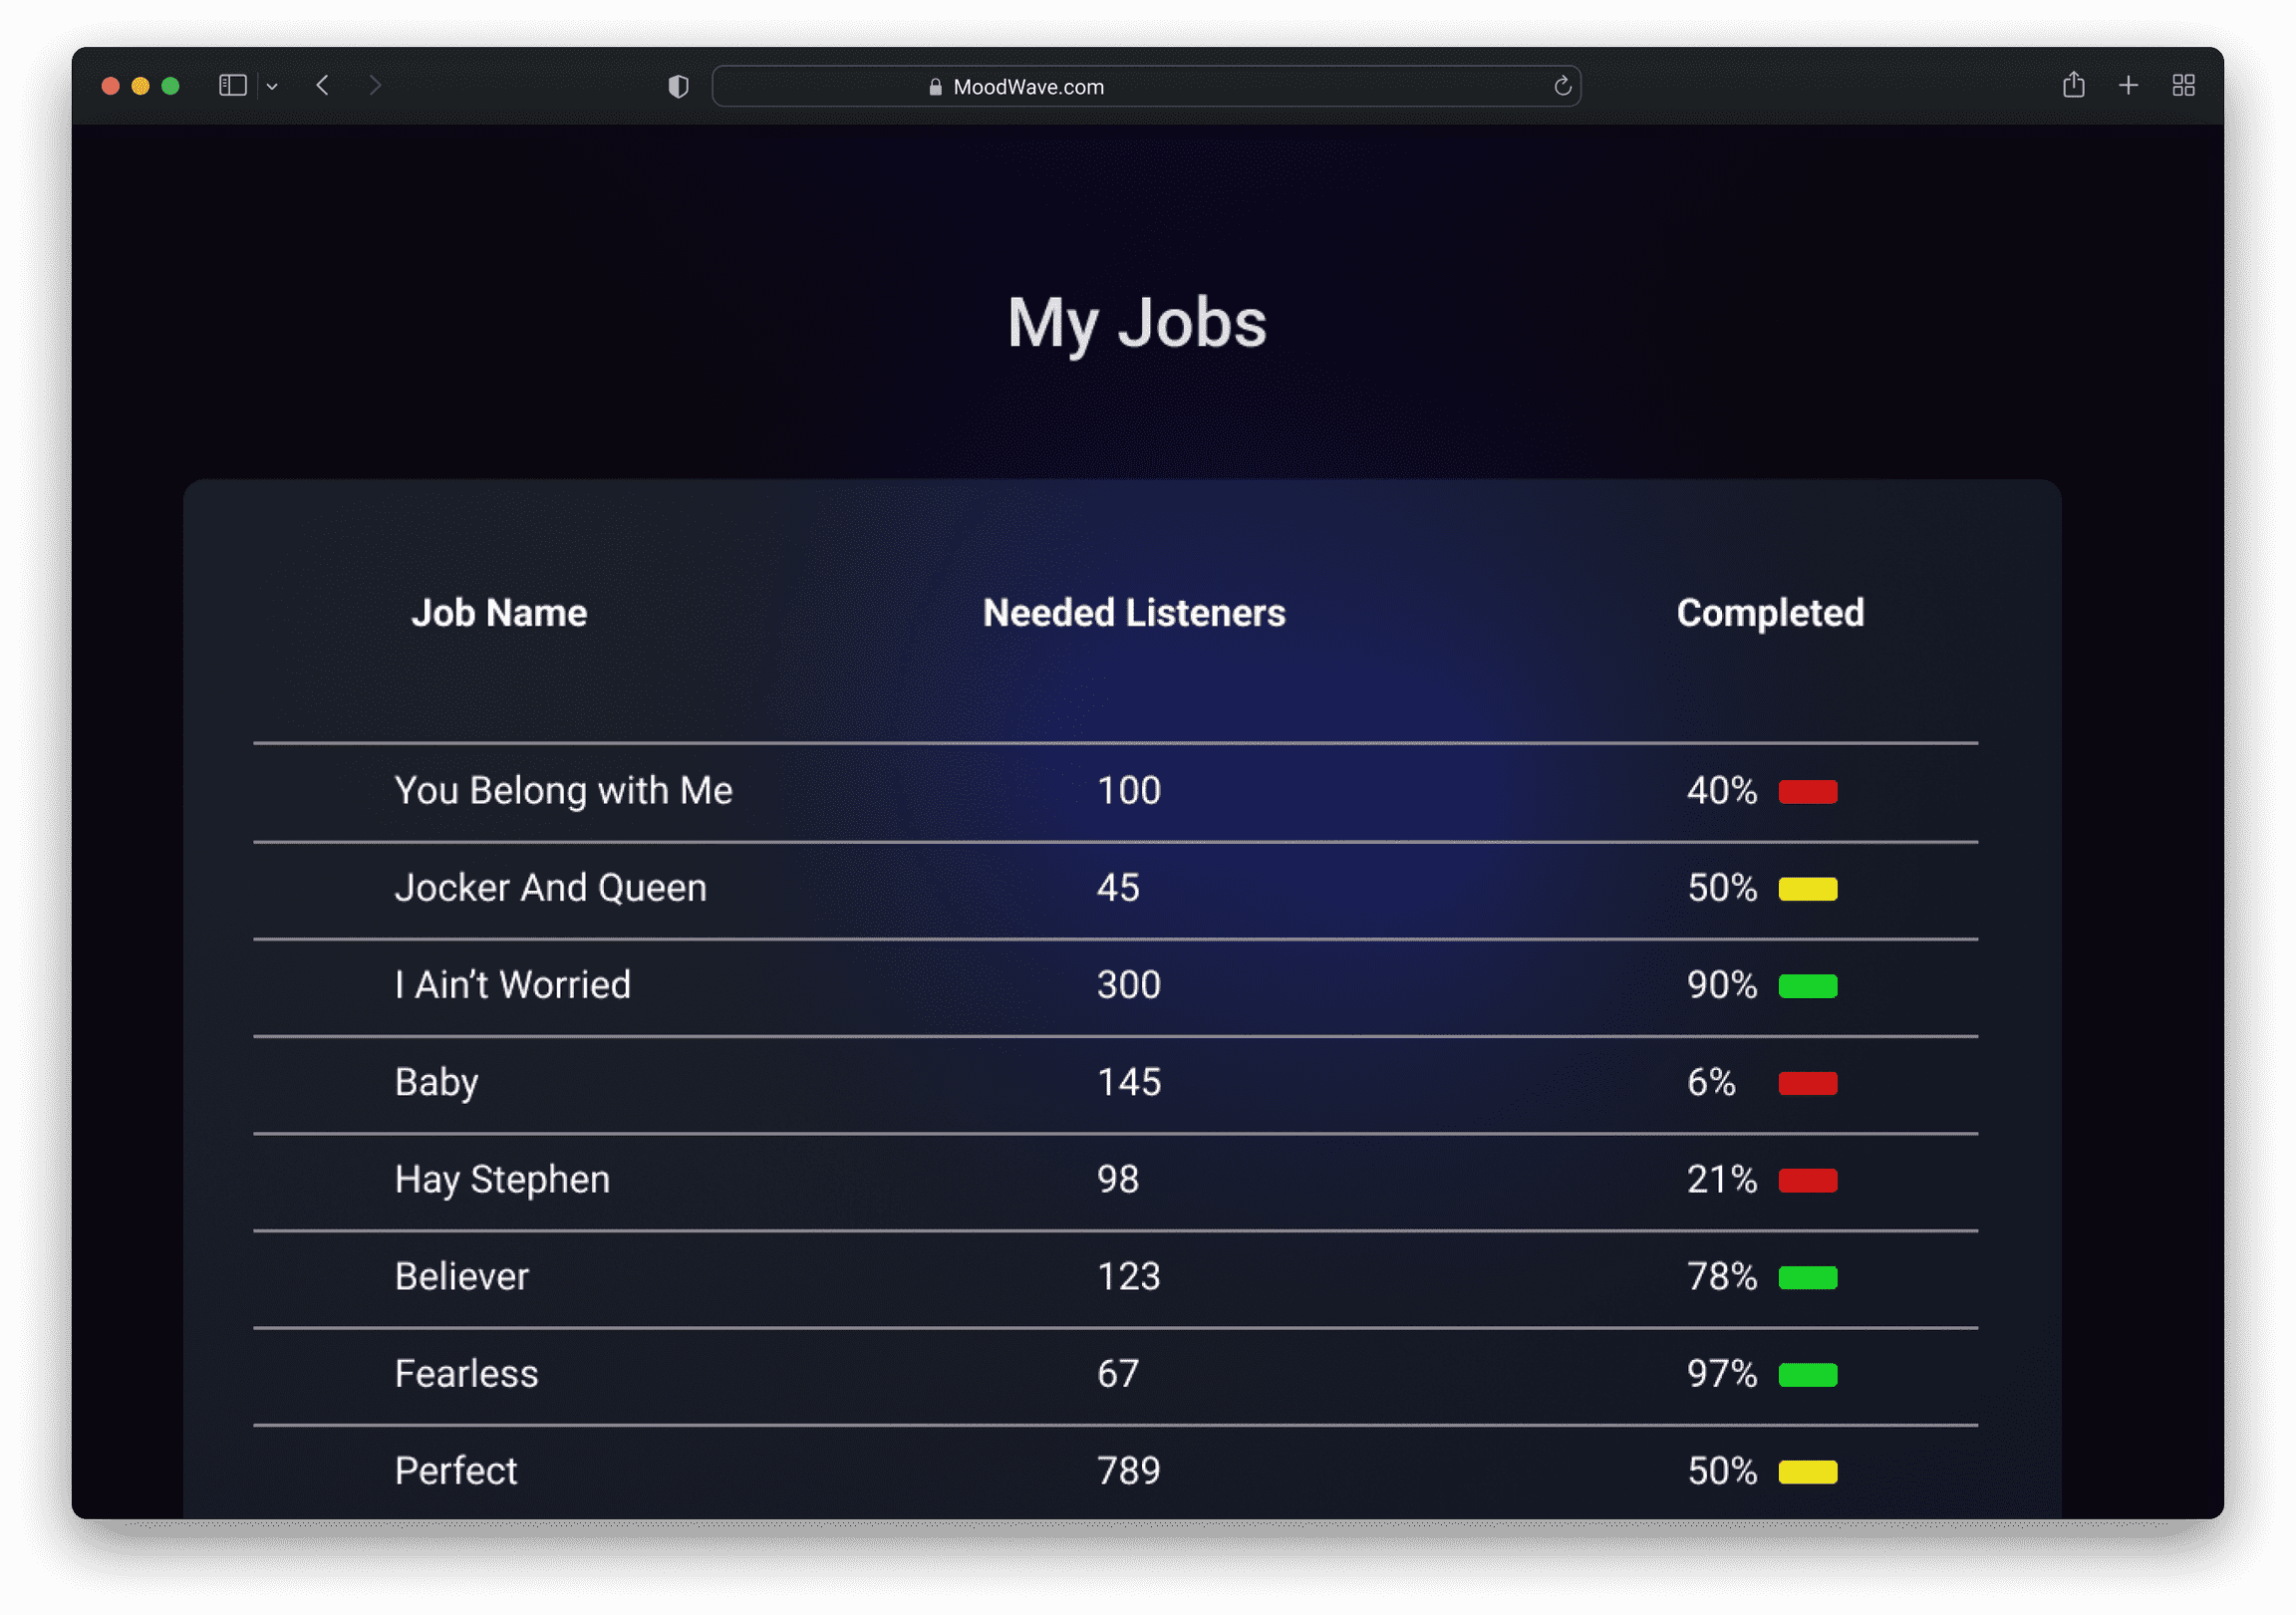 MoodWave.com
My Jobs
Job Name Needed Listeners Completed
You Belong with Me 100 40%
Jocker And Queen 45 50%
I Ain’t Worried 300 90%
Baby 145 6%
Hay Stephen 98 21%
Believer 123 78%
Fearless 67 97%
Perfect 789 50%